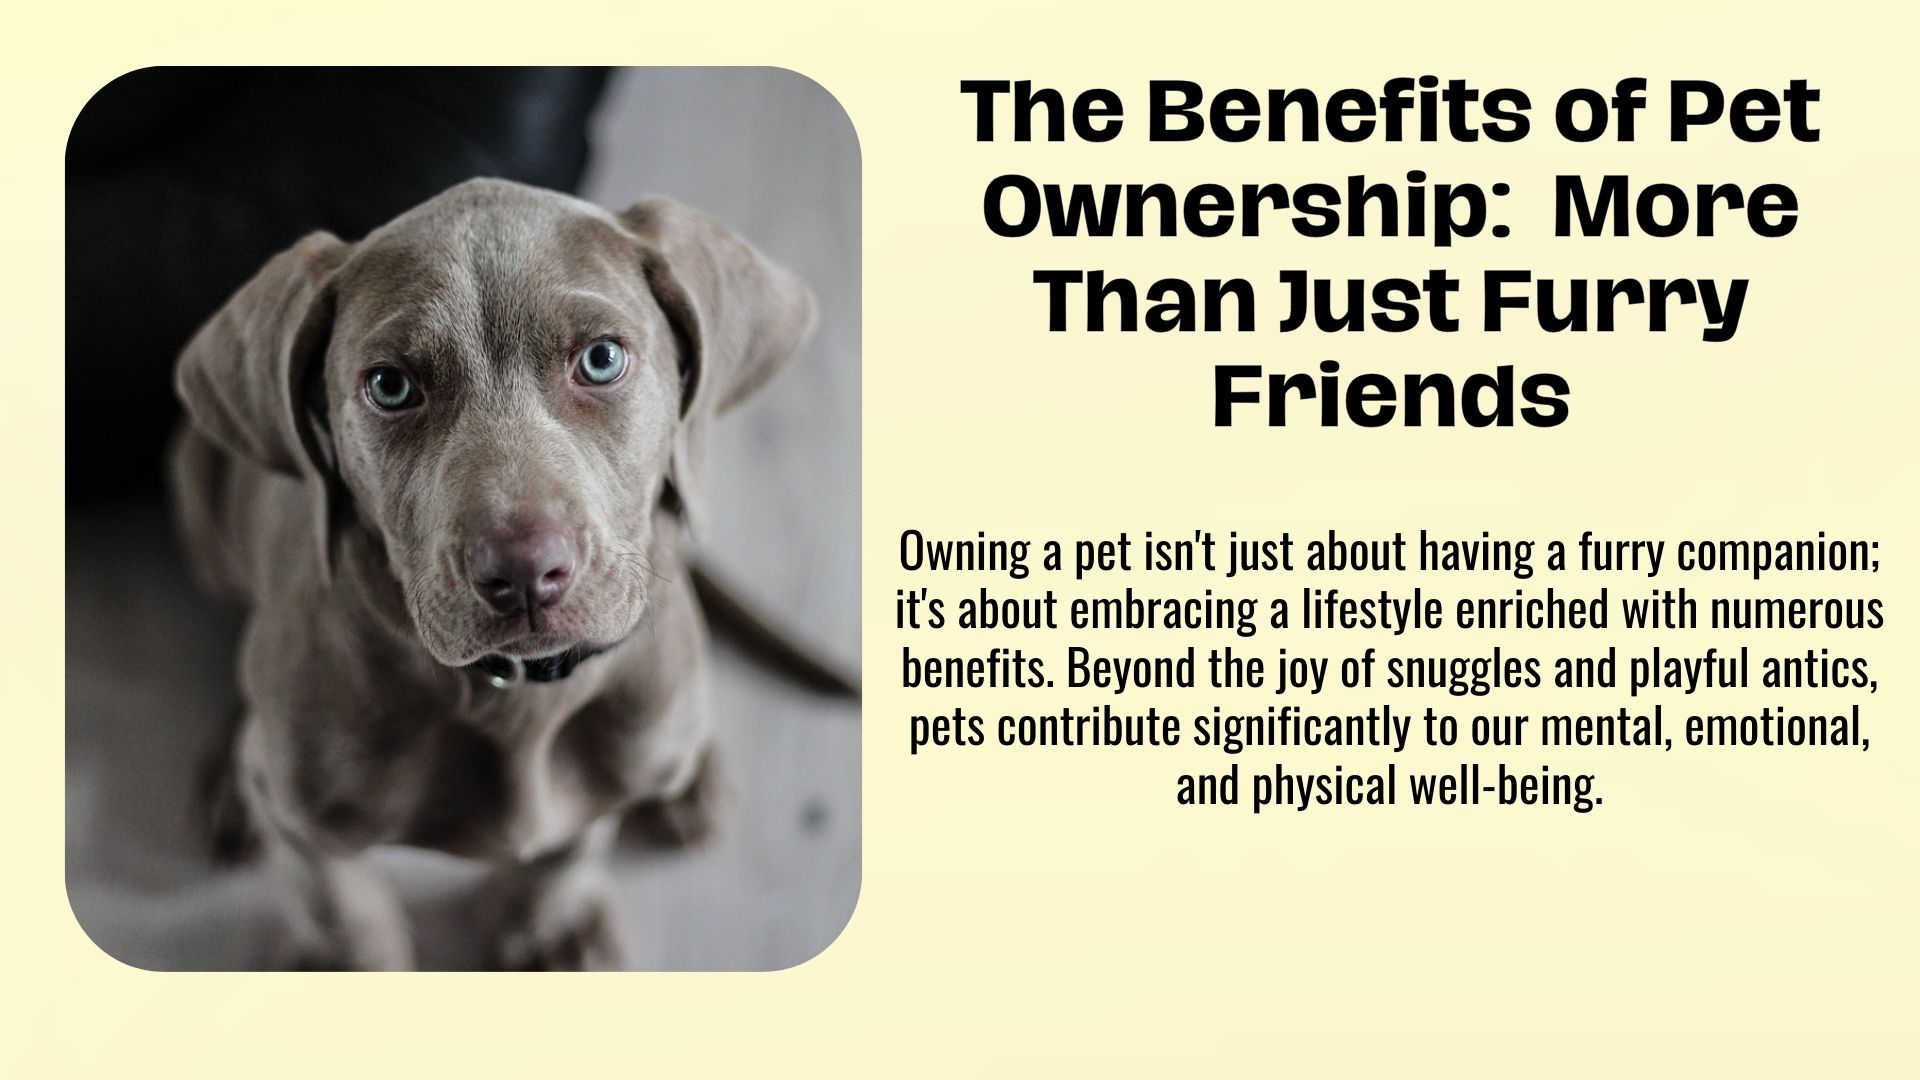 The Benefits of Pet
Ownership:  More
Than Just Furry
Friends
Owning a pet isn't just about having a furry companion;
it's about embracing a lifestyle enriched with numerous
benefits. Beyond the joy of snuggles and playful antics,
pets contribute significantly to our mental, emotional,
and physical well-being.